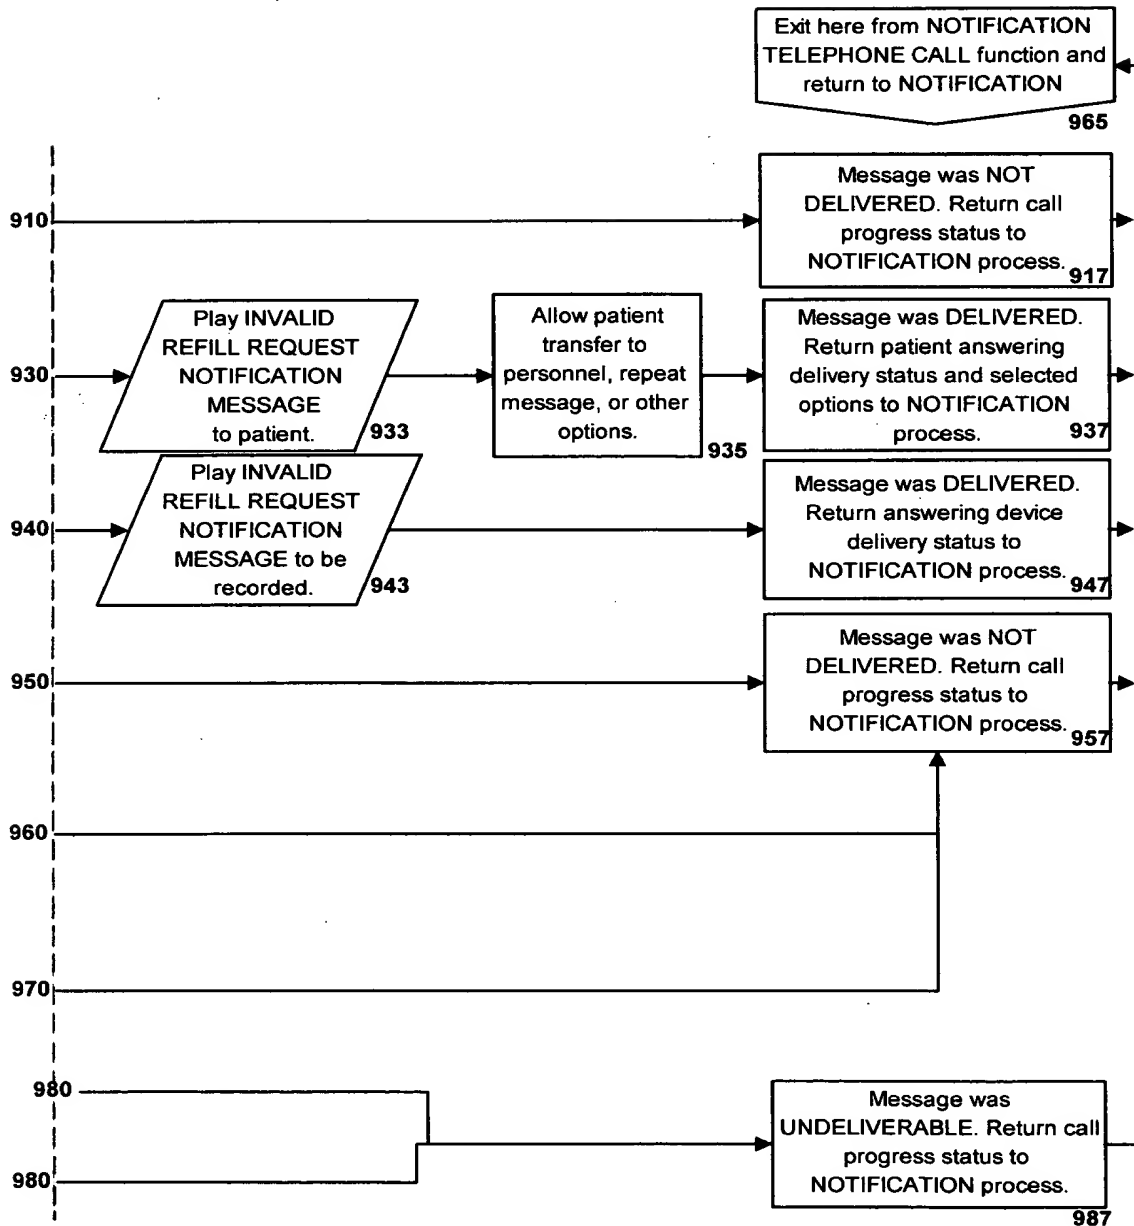 Exit here from NOTIFICATION
TELEPHONE CALL function and
return to NOTIFICATION
965
910
Message was NOT
DELIVERED. Return call
progress status to
NOTIFICATION process.
917
930
Play INVALID
REFILL REQUEST
NOTIFICATION
MESSAGE
to patient.
933
Allow patient
transfer to
personnel, repeat
message, or other
options.
935
Message was DELIVERED.
Return patient answering
delivery status and selected
options to NOTIFICATION
process.
937
940
Play INVALID
REFILL REQUEST
NOTIFICATION
MESSAGE to be
recorded.
943
Message was DELIVERED.
Return answering device
delivery status to
NOTIFICATION process.
947
950
Message was NOT
DELIVERED. Return call
progress status to
NOTIFICATION process.
957
960
970
980
980
Message was
UNDELIVERABLE. Return call
progress status to
NOTIFICATION process.
987